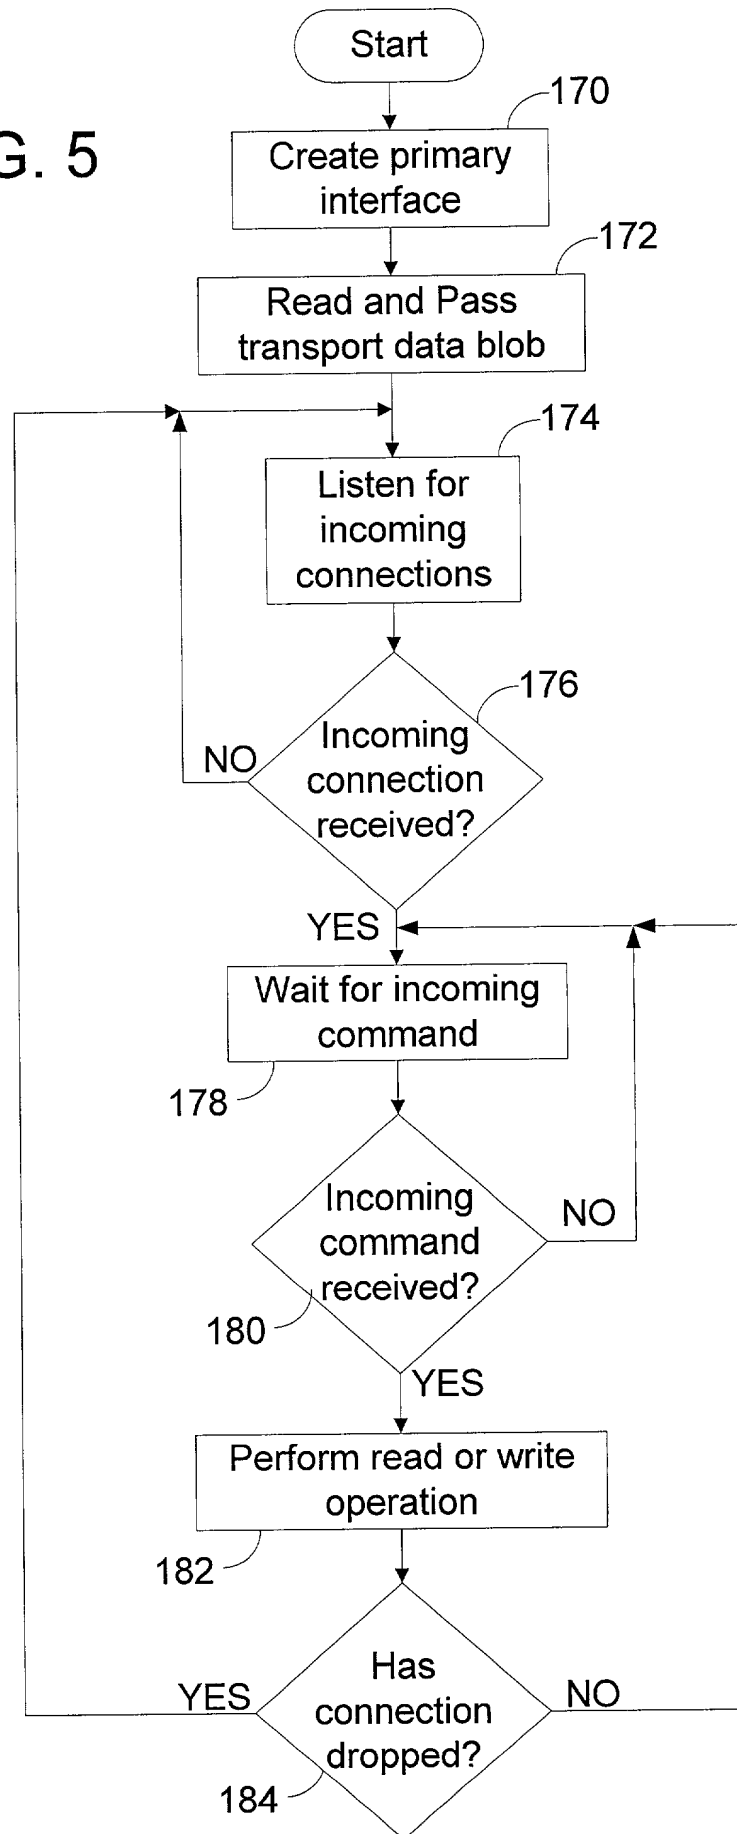 Start
170
G. 5
Create primary
interface
172
Read and Pass
transport data blob
174
Listen for
incoming
connections
176
Incoming
connection
received?
NO
YES
Wait for incoming
command
178
Incoming
command
received?
NO
180
YES
Perform read or write
operation
182
Has
connection
dropped?
YES
NO
184